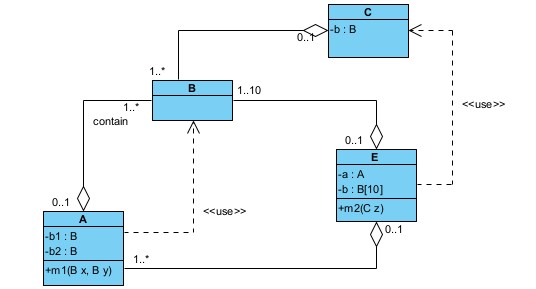 C
-b : B
0..1
1..*
B
1..10
1..*
contain
<<use>>
0..1
E
-a : A
-b : B[10]
+m2(C z)
0..1
<<use>>
A
-b1 : B
-b2 : B
+m1(B x, B y)
0..1
1..*